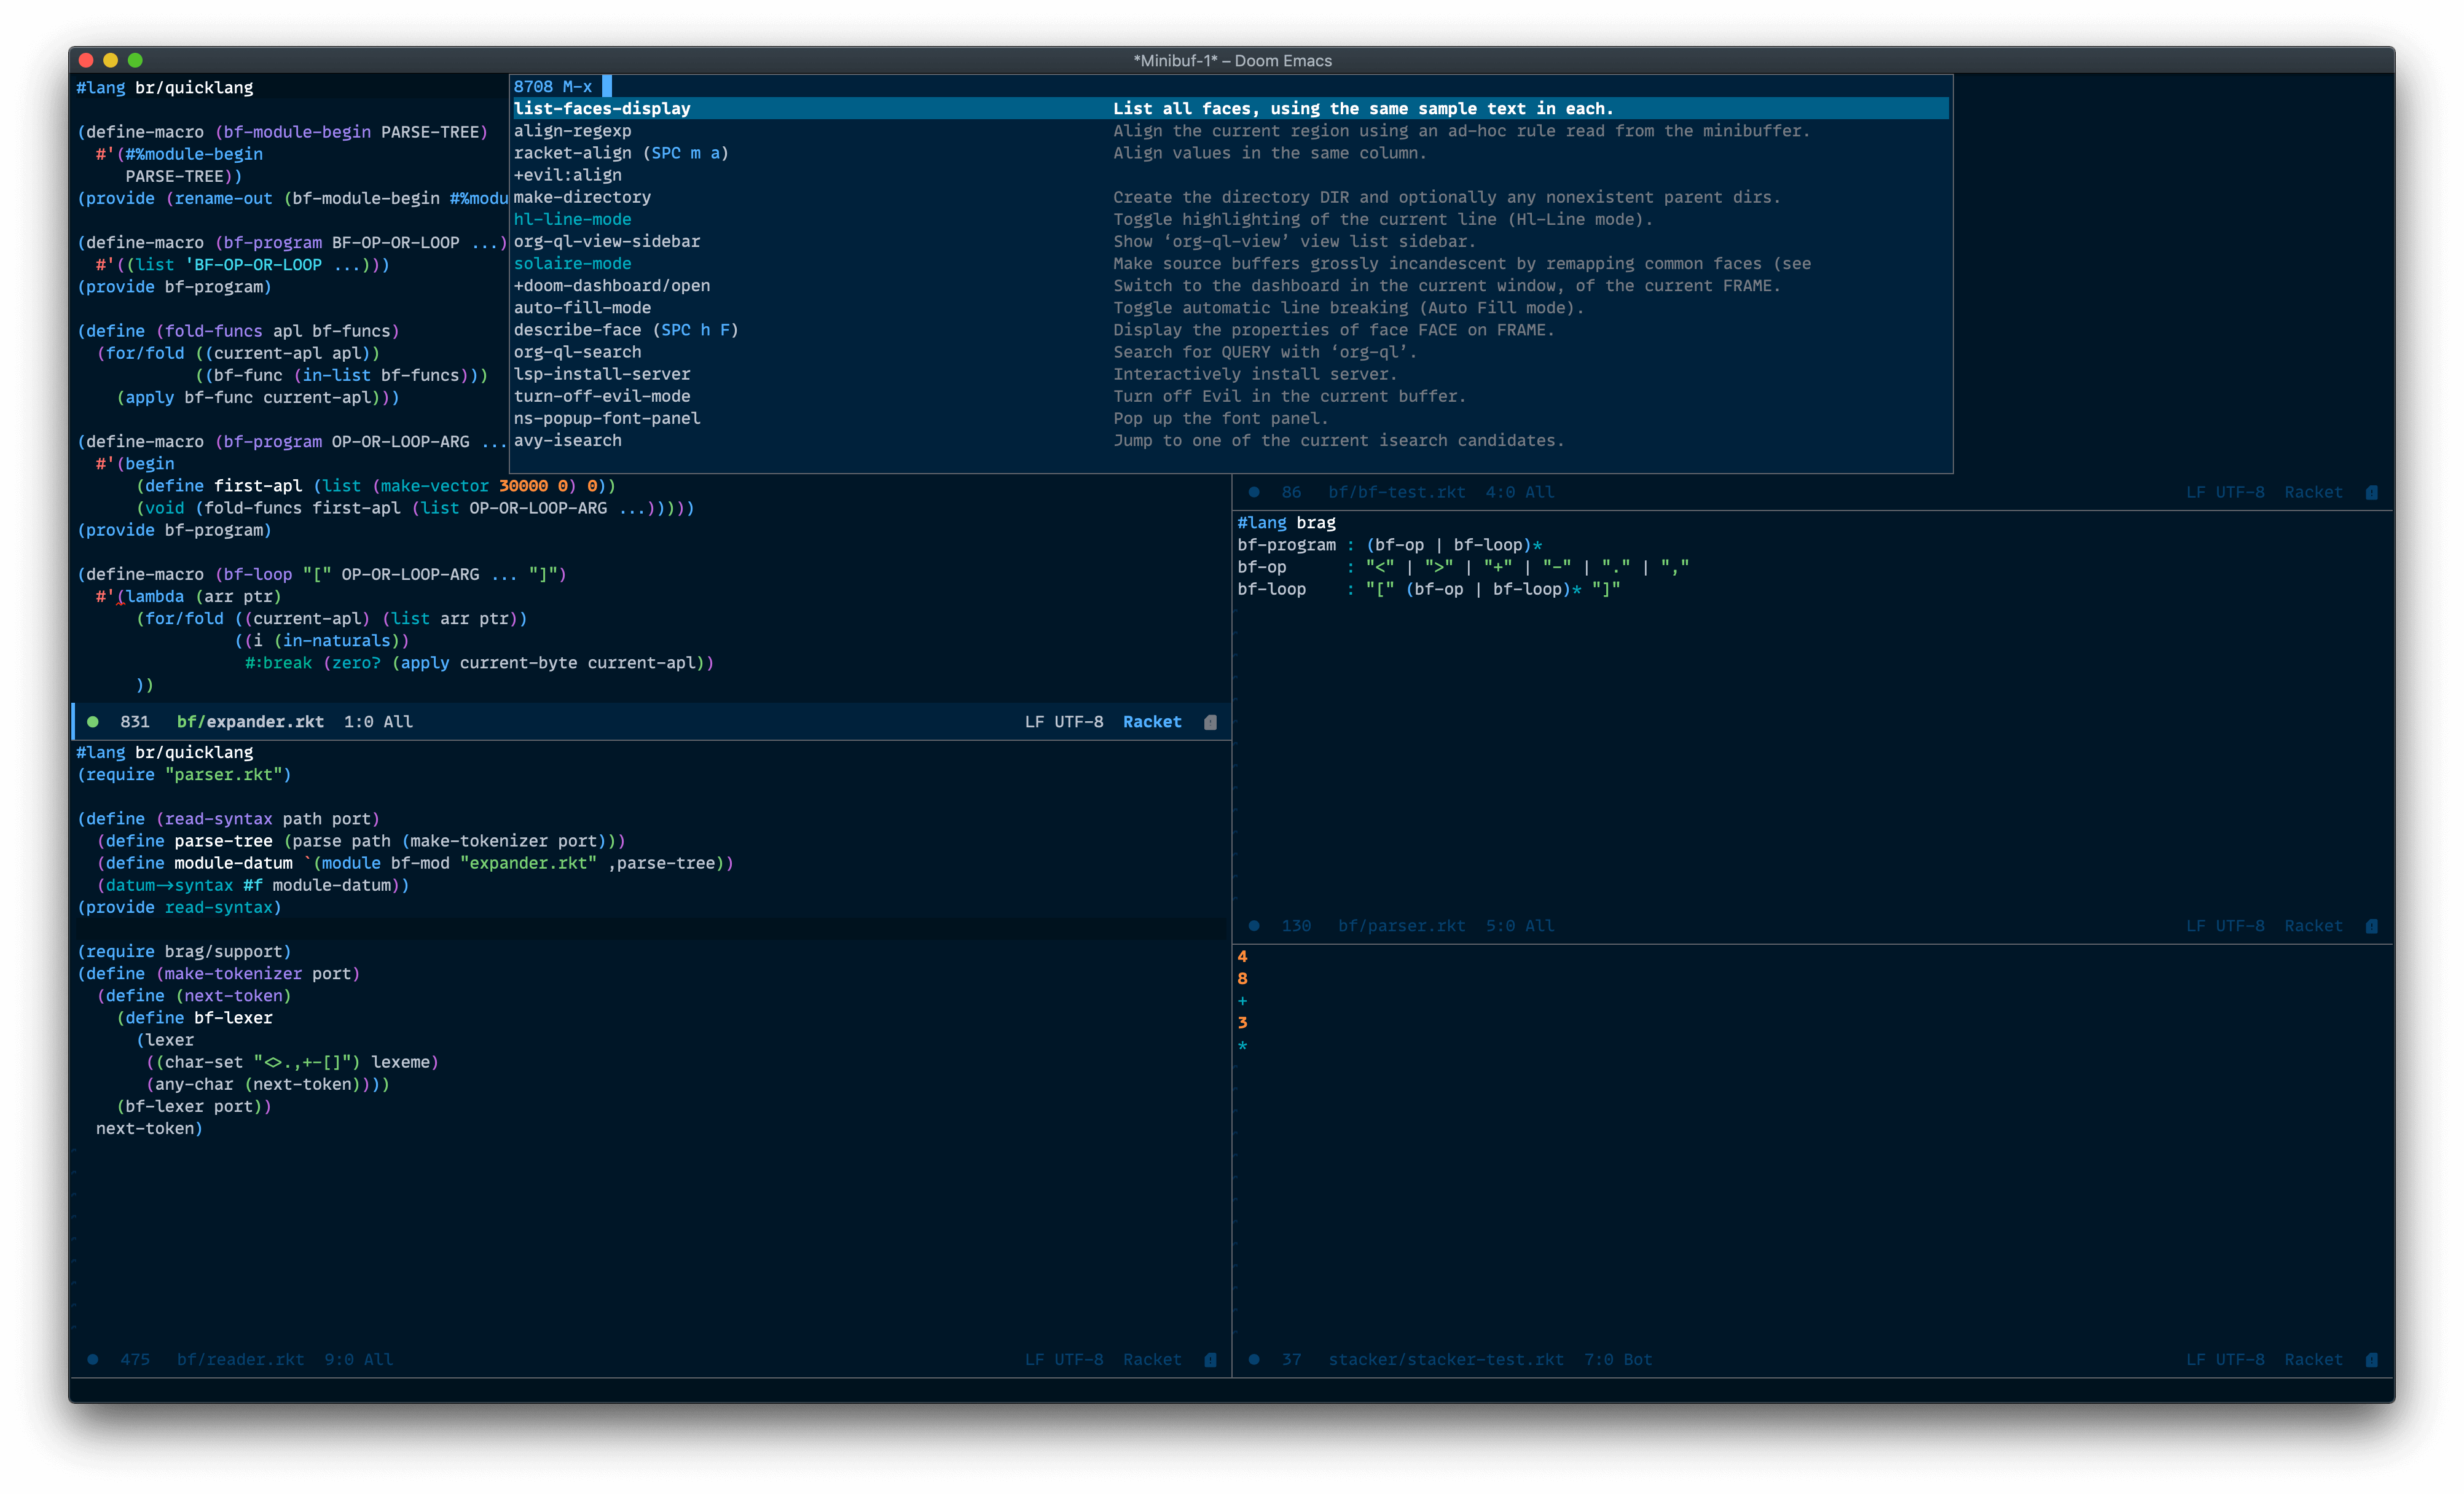 *Minibuf-1* – Doom Emacs
#lang br/quicklang
(define-macro (bf-module-begin PARSE-TREE)
#'(#%module-begin
PARSE-TREE))
(provide (rename-out (bf-module-begin #%modu
(define-macro (bf-program BF-OP-OR-LOOP ...)
#'((list 'BF-OP-OR-LOOP ...)))
(provide bf-program)
(define (fold-funcs apl bf-funcs)
(for/fold ((current-apl apl))
((bf-func (in-list bf-funcs)))
(apply bf-func current-apl)))
(define-macro (bf-program OP-OR-LOOP-ARG ...
#'(begin
(define first-apl (list (make-vector 30000 0) 0))
(void (fold-funcs first-apl (list OP-OR-LOOP-ARG ...)))))
(provide bf-program)
(define-macro (bf-loop "[" OP-OR-LOOP-ARG ... "]")
#'(lambda (arr ptr)
(for/fold ((current-apl) (list arr ptr))
((i (in-naturals))
#:break (zero? (apply current-byte current-apl))
))
831 bf/expander.rkt 1:0 All LF UTF-8 Racket
8708 M-x
list-faces-display List all faces, using the same sample text in each.
align-regexp Align the current region using an ad-hoc rule read from the minibuffer.
racket-align (SPC m a) Align values in the same column.
+evil:align
make-directory Create the directory DIR and optionally any nonexistent parent dirs.
hl-line-mode Toggle highlighting of the current line (Hl-Line mode).
org-ql-view-sidebar Show ‘org-ql-view’ view list sidebar.
solaire-mode Make source buffers grossly incandescent by remapping common faces (see
+doom-dashboard/open Switch to the dashboard in the current window, of the current FRAME.
auto-fill-mode Toggle automatic line breaking (Auto Fill mode).
describe-face (SPC h F) Display the properties of face FACE on FRAME.
org-ql-search Search for QUERY with ‘org-ql’.
lsp-install-server Interactively install server.
turn-off-evil-mode Turn off Evil in the current buffer.
ns-popup-font-panel Pop up the font panel.
avy-isearch Jump to one of the current isearch candidates.
86 bf/bf-test.rkt 4:0 All LF UTF-8 Racket
#lang brag
bf-program : (bf-op | bf-loop)*
bf-op : "<" | ">" | "+" | "-" | "." | ","
bf-loop : "[" (bf-op | bf-loop)* "]"
130 bf/parser.rkt 5:0 All LF UTF-8 Racket
#lang br/quicklang
(require "parser.rkt")
(define (read-syntax path port)
(define parse-tree (parse path (make-tokenizer port)))
(define module-datum `(module bf-mod "expander.rkt" ,parse-tree))
(datum->syntax #f module-datum))
(provide read-syntax)
(require brag/support)
(define (make-tokenizer port)
(define (next-token)
(define bf-lexer
(lexer
((char-set "<>.,+-[]") lexeme)
(any-char (next-token))))
(bf-lexer port))
next-token)
475 bf/reader.rkt 9:0 All LF UTF-8 Racket
4
8
+
3
*
37 stacker/stacker-test.rkt 7:0 Bot LF UTF-8 Racket